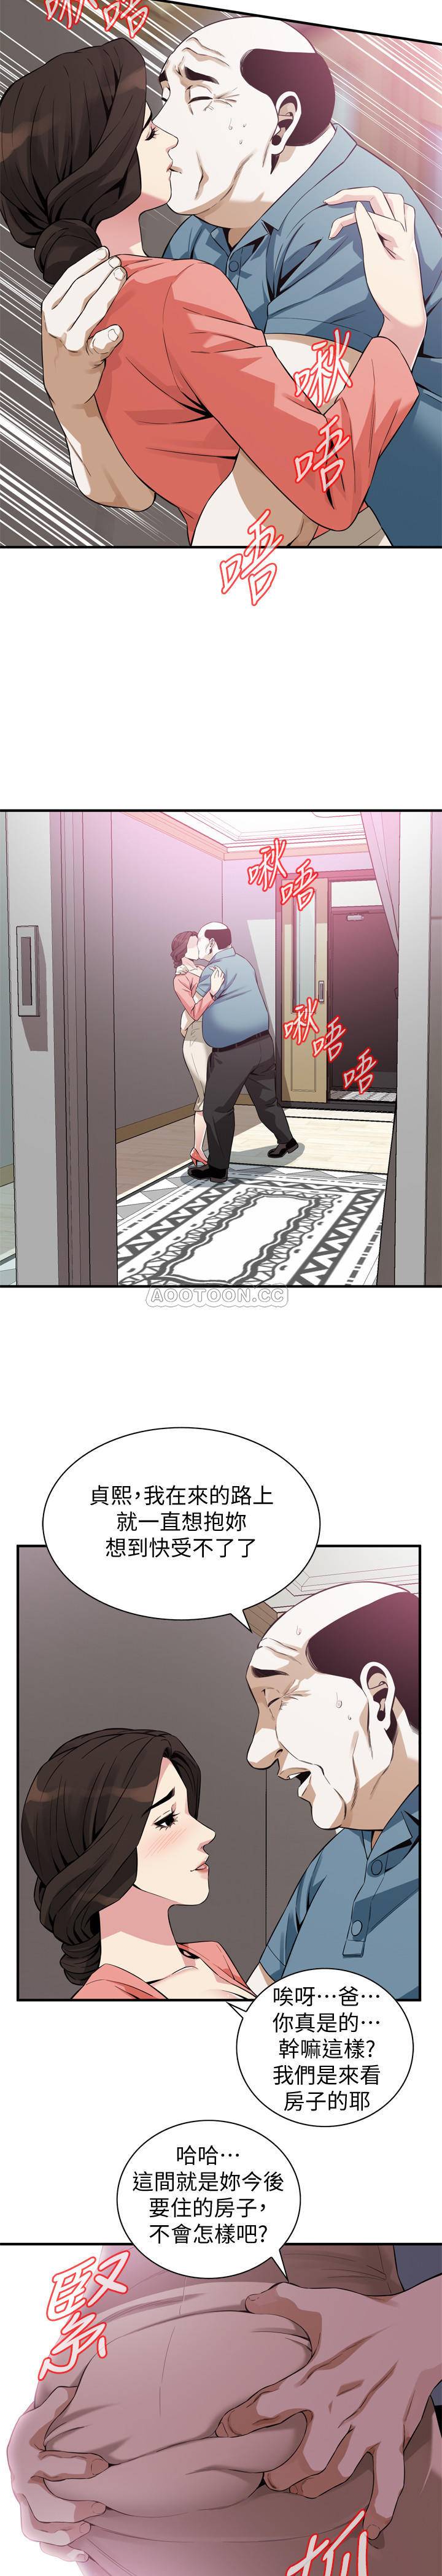 啾
唔
啾
唔
唔
啾
唔
啾
唔
唔
AOOTOON.CC
貞熙，我在來的路上
就一直想抱妳
想到快受不了了
唉呀⋯爸⋯
你真是的⋯
幹嘛這樣?
我們是來看
房子的耶
哈哈⋯
這間就是妳今後
要住的房子，
不會怎樣吧?
緊
抓